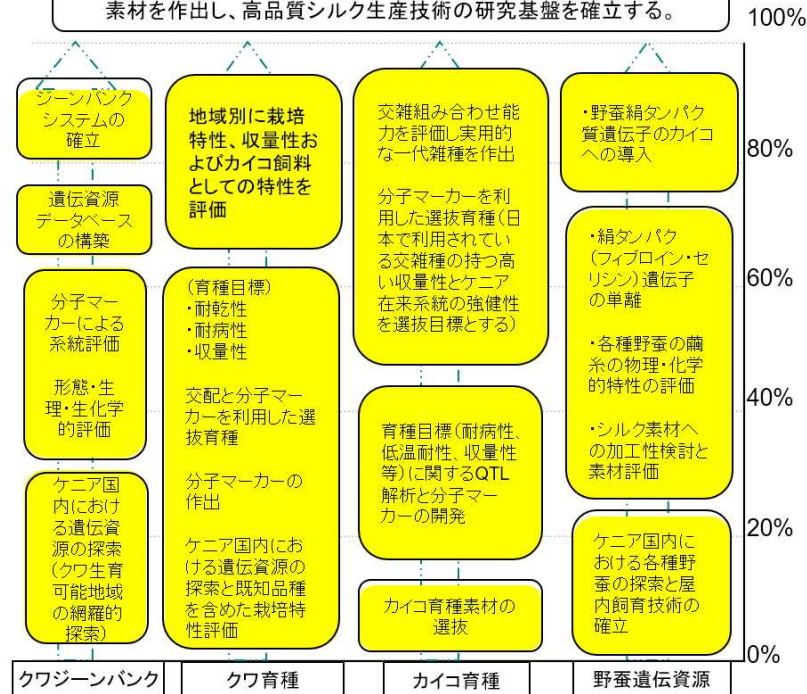 素材を作出し、高品質シルク生産技術の研究基盤を確立する。
100%
ジーンバンク
システムの
確立
遺伝資源
データベース
の構築
分子マー
カーによる
系統評価
形態・生
理・生化学
的評価
ケニア国
内におけ
る遺伝資
源の探索
(クワ生育
可能地域
の網羅的
探索)
クワジーンバンク
地域別に栽培
特性、収量性お
よびカイコ飼料
としての特性を
評価
(育種目標)
・耐乾性
・耐病性
・収量性
交配と分子マー
カーを利用した選
抜育種
分子マーカーの
作出
ケニア国内にお
ける遺伝資源の
探索と既知品種
を含めた栽培特
性評価
クワ育種
交雑組み合わせ能
力を評価し実用的
な一代雑種を作出
分子マーカーを利
用した選抜育種(日
本で利用されてい
る交雑種の持つ高
い収量性とケニア
在来系統の強健性
を選抜目標とする)
育種目標(耐病性、
低温耐性、収量性
等)に関するQTL
解析と分子マー
カーの開発
カイコ育種素材の
選抜
カイコ育種
・野蚕絹タンパク
質遺伝子のカイコ
への導入
・絹タンパク
(フィブロイン・セ
リシン)遺伝子
の単離
・各種野蚕の繭
糸の物理・化学
的特性の評価
・シルク素材へ
の加工性検討と
素材評価
ケニア国内に
おける各種野
蚕の探索と屋
内飼育技術の
確立
野蚕遺伝資源
80%
60%
40%
20%
0%